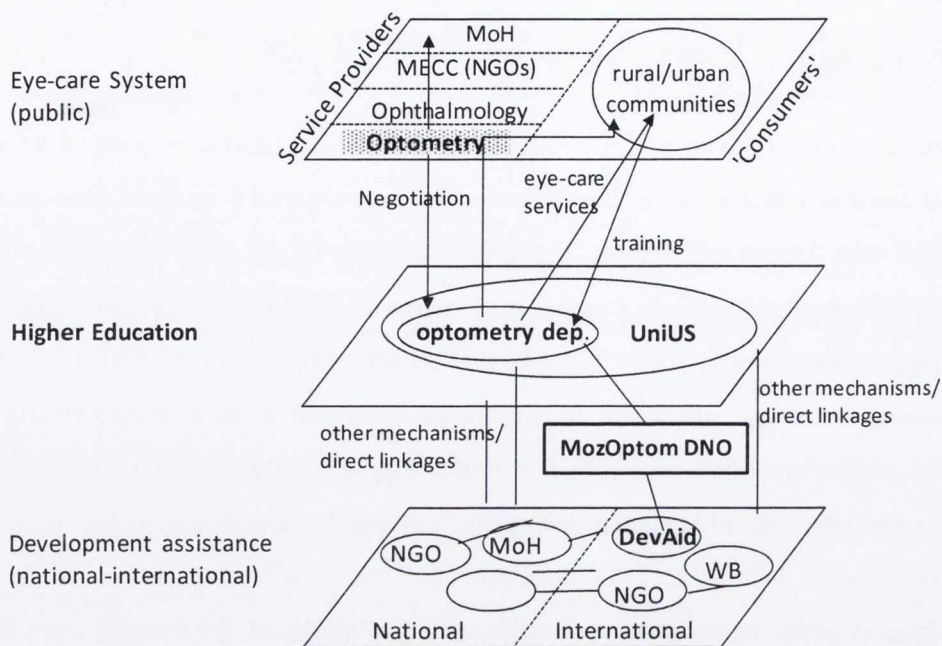 MoH
MECC (NGOs)
Ophthalmology
Optometry
Service Providers
rural/urban
communities
'Consumers'
Eye-care System
(public)
Negotiation
eye-care
services
training
Higher Education
optometry dep.
UniUS
other mechanisms/
direct linkages
other mechanisms/
direct linkages
MozOptom DNO
Development assistance
(national-international)
NGO
MoH
DevAid
WB
NGO
National
International